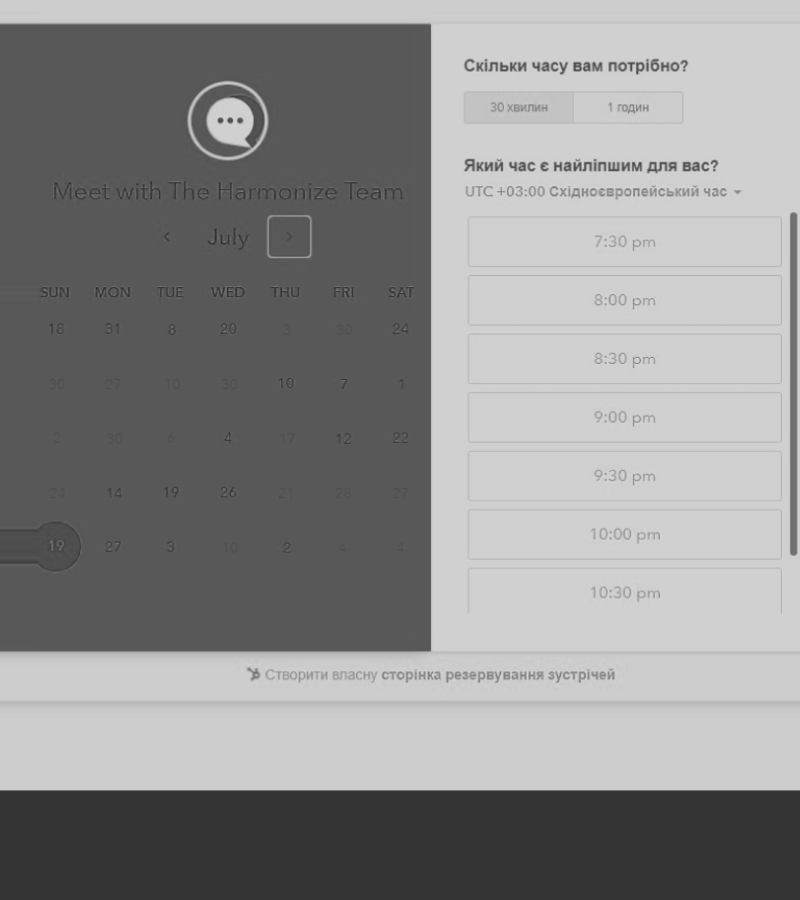 Meet with The Harmonize Team
July
SUN MON TUE WED THU FRI SAT
18 31 8 20 3 30 24
30 27 10 30 10 7 1
2 30 6 4 17 12 22
24 14 19 26 21 28 27
19 27 3 10 2 4 4
Скільки часу вам потрібно?
30 хвилин 1 годин
Який час є найліпшим для вас?
UTC +03:00 Східноєвропейський час
7:30 pm
8:00 pm
8:30 pm
9:00 pm
9:30 pm
10:00 pm
10:30 pm
Створити власну сторінка резервування зустрічей